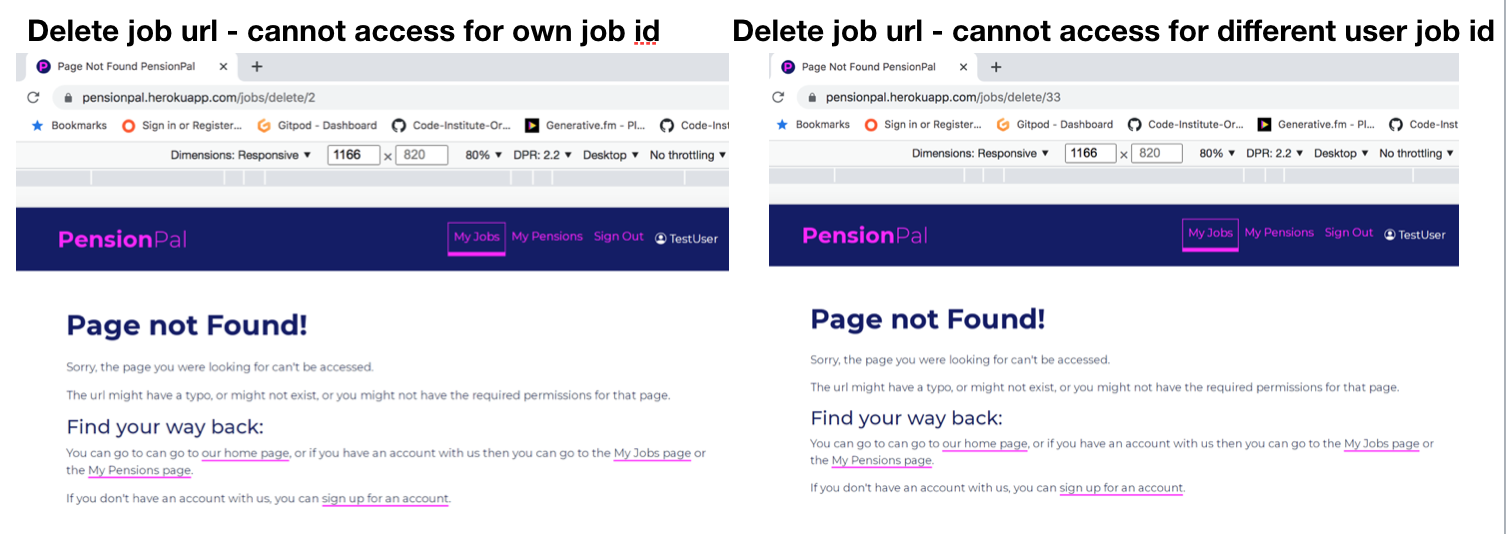 Delete job url - cannot access for own job id
Page Not Found PensionPal
pensionpal.herokuapp.com/jobs/delete/2
Bookmarks Sign in or Register... Gitpod - Dashboard Code-Institute-Or... Generative.fm - Pl... Code-Inst
Dimensions: Responsive ▼ 1166 × 820 80% ▼ DPR: 2.2 ▼ Desktop ▼ No throttling ▼
PensionPal My Jobs My Pensions Sign Out TestUser
Page not Found!
Sorry, the page you were looking for can't be accessed.
The url might have a typo, or might not exist, or you might not have the required permissions for that page.
Find your way back:
You can go to can go to our home page, or if you have an account with us then you can go to the My Jobs page or
the My Pensions page.
If you don't have an account with us, you can sign up for an account.
Delete job url - cannot access for different user job id
Page Not Found PensionPal
pensionpal.herokuapp.com/jobs/delete/33
Bookmarks Sign in or Register... Gitpod - Dashboard Code-Institute-Or... Generative.fm - Pl... Code-Inst
Dimensions: Responsive ▼ 1166 × 820 80% ▼ DPR: 2.2 ▼ Desktop ▼ No throttling ▼
PensionPal My Jobs My Pensions Sign Out TestUser
Page not Found!
Sorry, the page you were looking for can't be accessed.
The url might have a typo, or might not exist, or you might not have the required permissions for that page.
Find your way back:
You can go to can go to our home page, or if you have an account with us then you can go to the My Jobs page or
the My Pensions page.
If you don't have an account with us, you can sign up for an account.